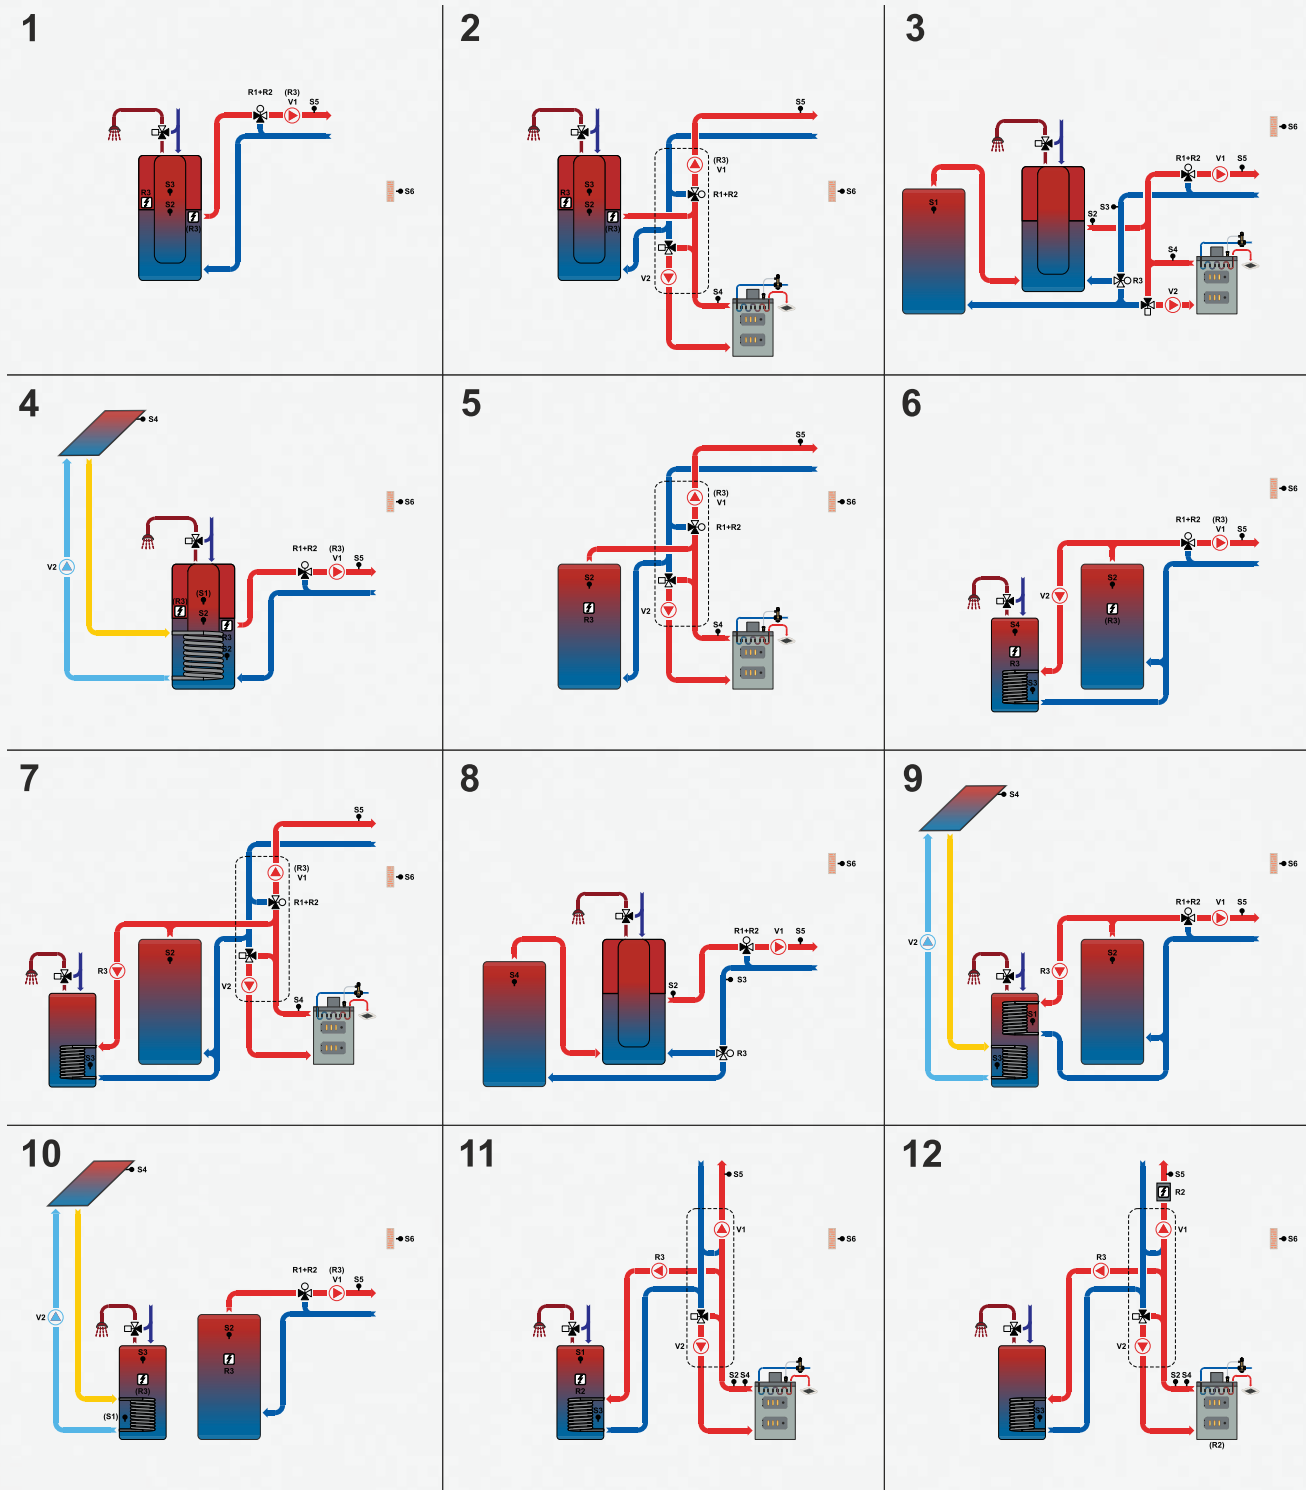 1
R1+R2
(R3)
V1
S5
R3
S3
S2
(R3)
S6
2
S5
(R3)
V1
R1+R2
R3
S3
S2
(R3)
V2
S4
S6
3
S6
R1+R2
V1
S5
S1
S3
S2
S4
R3
V2
4
S4
S6
R1+R2
(R3)
V1
S5
V2
(S1)
(R3)
S2
R3
S2
5
S5
(R3)
V1
S6
R1+R2
S2
R3
V2
S4
6
S6
R1+R2
(R3)
V1
S5
V2
S2
(R3)
S4
R3
S3
7
S5
(R3)
V1
S6
R1+R2
S2
R3
V2
S4
S3
8
S6
R1+R2
V1
S5
S4
S3
S2
R3
9
S4
S6
R1+R2
V1
S5
V2
S2
R3
S1
S3
10
S4
S6
R1+R2
(R3)
V1
S5
V2
S3
(R3)
(S1)
S2
R3
11
S5
V1
S6
R3
S1
R2
S3
V2
S2 S4
12
S5
R2
V1
S6
R3
V2
S2 S4
S3
(R2)